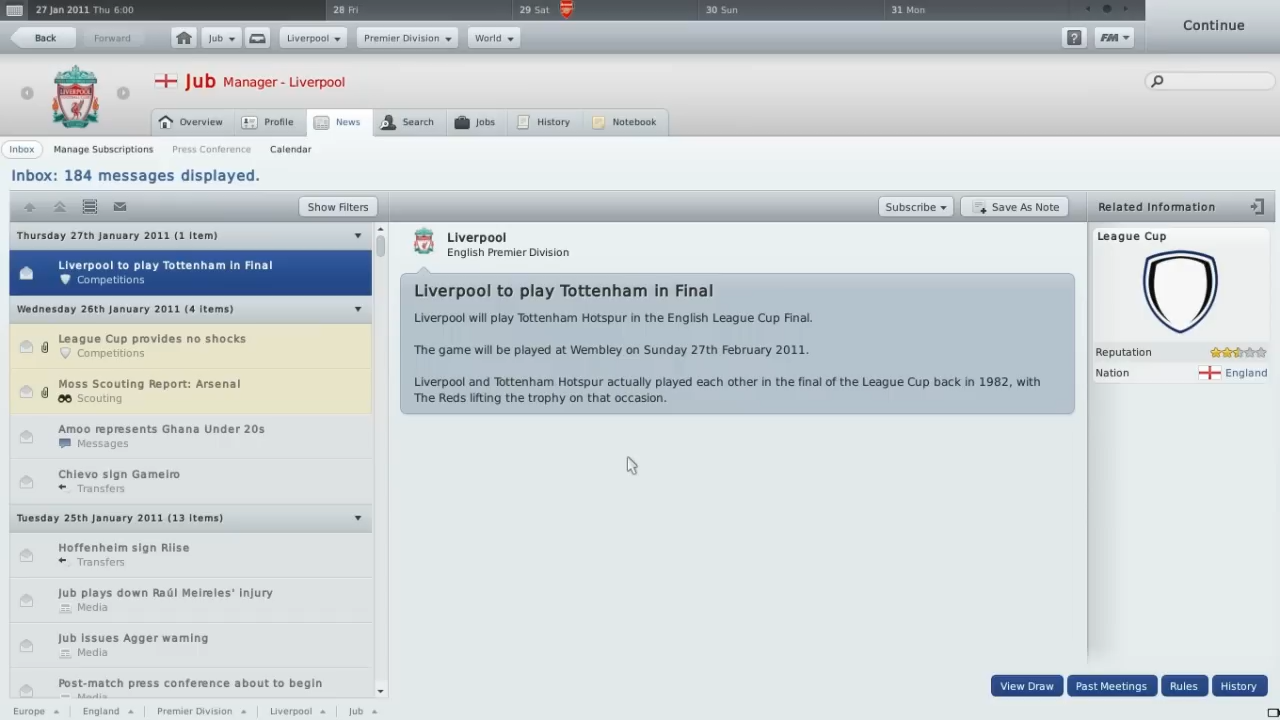 27 Jan 2011 Thu 6:00
28 Fri
29 Sat
30 Sun
31 Mon
Continue
Back
Forward
Jub
Liverpool
Premier Division
World
?
FM
Jub Manager - Liverpool
Overview
Profile
News
Search
Jobs
History
Notebook
Inbox
Manage Subscriptions
Press Conference
Calendar
Inbox: 184 messages displayed.
Show Filters
Subscribe
Save As Note
Related Information
Thursday 27th January 2011 (1 item)
Liverpool to play Tottenham in Final
Competitions
Wednesday 26th January 2011 (4 items)
League Cup provides no shocks
Competitions
Moss Scouting Report: Arsenal
Scouting
Amoo represents Ghana Under 20s
Messages
Chievo sign Gameiro
Transfers
Tuesday 25th January 2011 (13 items)
Hoffenheim sign Riise
Transfers
Jub plays down Raúl Meireles' injury
Media
Jub issues Agger warning
Media
Post-match press conference about to begin
Media
Liverpool
English Premier Division
Liverpool to play Tottenham in Final
Liverpool will play Tottenham Hotspur in the English League Cup Final.
The game will be played at Wembley on Sunday 27th February 2011.
Liverpool and Tottenham Hotspur actually played each other in the final of the League Cup back in 1982, with
The Reds lifting the trophy on that occasion.
League Cup
Reputation
Nation
England
View Draw
Past Meetings
Rules
History
Europe
England
Premier Division
Liverpool
Jub